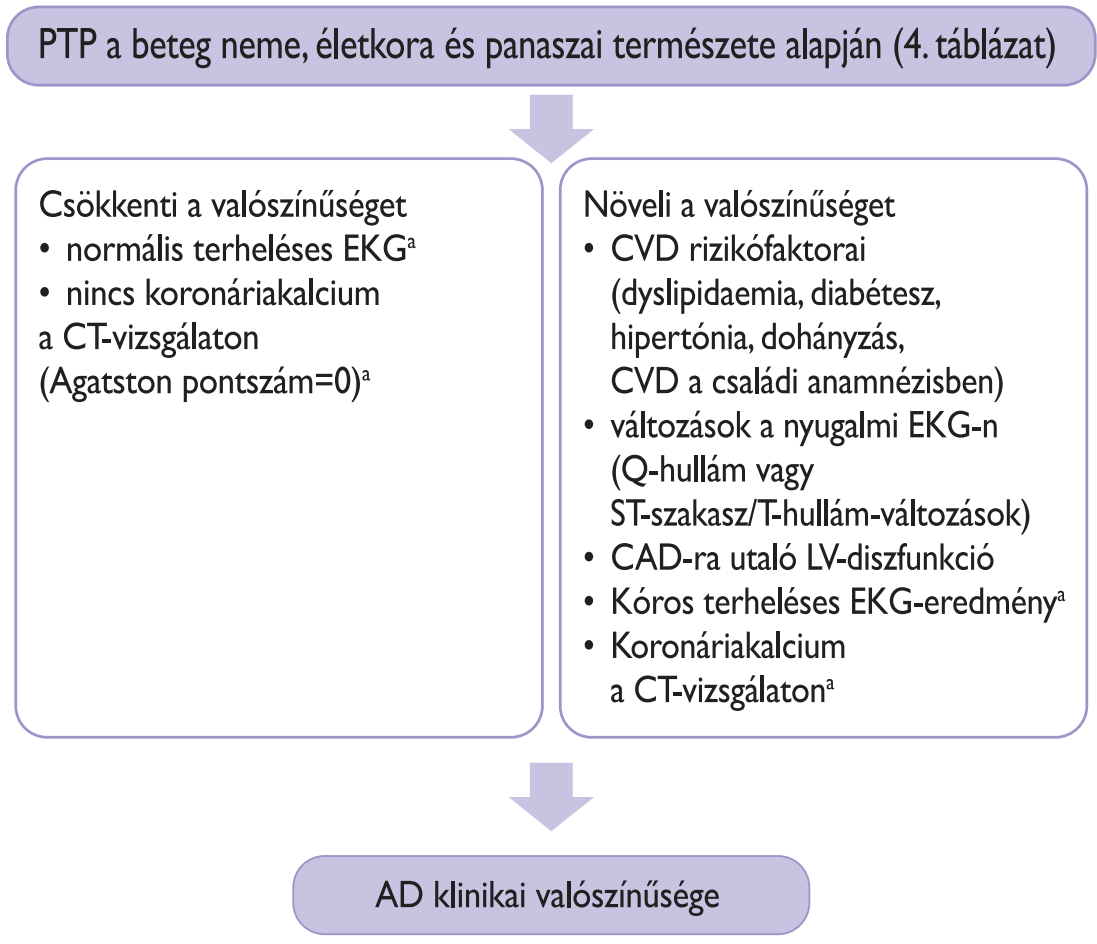 PTP a beteg neme, életkora és panaszai természete alapján (4. táblázat)
Csökkenti a valószínűséget
• normális terheléses EKGᵃ
• nincs koronáriakalcium
a CT-vizsgálaton
(Agatston pontszám=0)ᵃ
Növeli a valószínűséget
• CVD rizikófaktorai
(dyslipidaemia, diabétesz,
hipertónia, dohányzás,
CVD a családi anamnézisben)
• változások a nyugalmi EKG-n
(Q-hullám vagy
ST-szakasz/T-hullám-változások)
• CAD-ra utaló LV-diszfunkció
• Kóros terheléses EKG-eredményᵃ
• Koronáriakalcium
a CT-vizsgálatonᵃ
AD klinikai valószínűsége